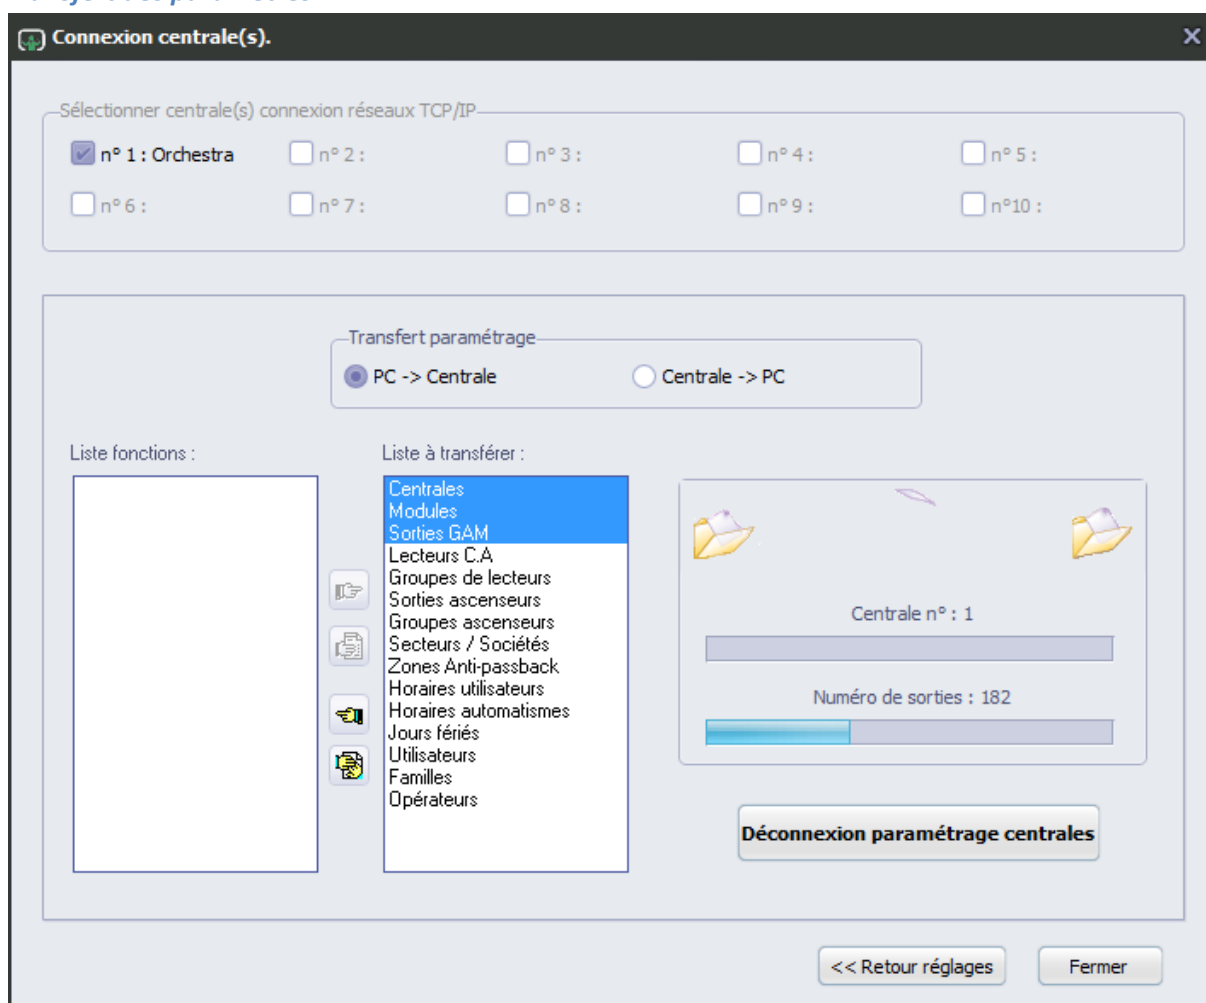 Connexion centrale(s).
Sélectionner centrale(s) connexion réseaux TCP/IP
n° 1 : Orchestra
n° 2 :
n° 3 :
n° 4 :
n° 5 :
n° 6 :
n° 7 :
n° 8 :
n° 9 :
n°10 :
Transfert paramétrage
PC -> Centrale
Centrale -> PC
Liste fonctions :
Liste à transférer :
Centrales
Modules
Sorties GAM
Lecteurs C.A
Groupes de lecteurs
Sorties ascenseurs
Groupes ascenseurs
Secteurs / Sociétés
Zones Anti-passback
Horaires utilisateurs
Horaires automatismes
Jours fériés
Utilisateurs
Familles
Opérateurs
Centrale n° : 1
Numéro de sorties : 182
Déconnexion paramétrage centrales
<< Retour réglages
Fermer